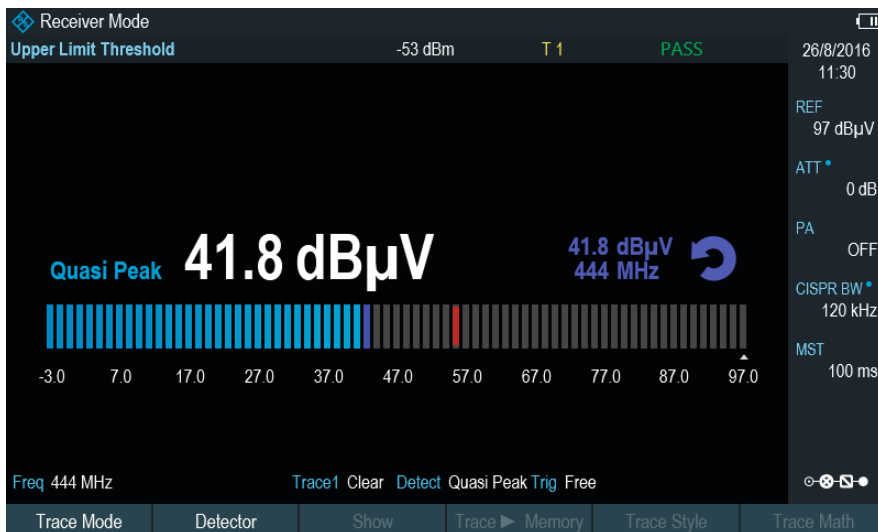 Receiver Mode
Upper Limit Threshold -53 dBm T 1 PASS
26/8/2016
11:30
REF
97 dBµV
ATT
0 dB
PA
OFF
CISPR BW
120 kHz
MST
100 ms
Quasi Peak 41.8 dBµV
41.8 dBµV
444 MHz
-3.0 7.0 17.0 27.0 37.0 47.0 57.0 67.0 77.0 87.0 97.0
Freq 444 MHz Trace1 Clear Detect Quasi Peak Trig Free
Trace Mode Detector Show Trace ► Memory Trace Style Trace Math